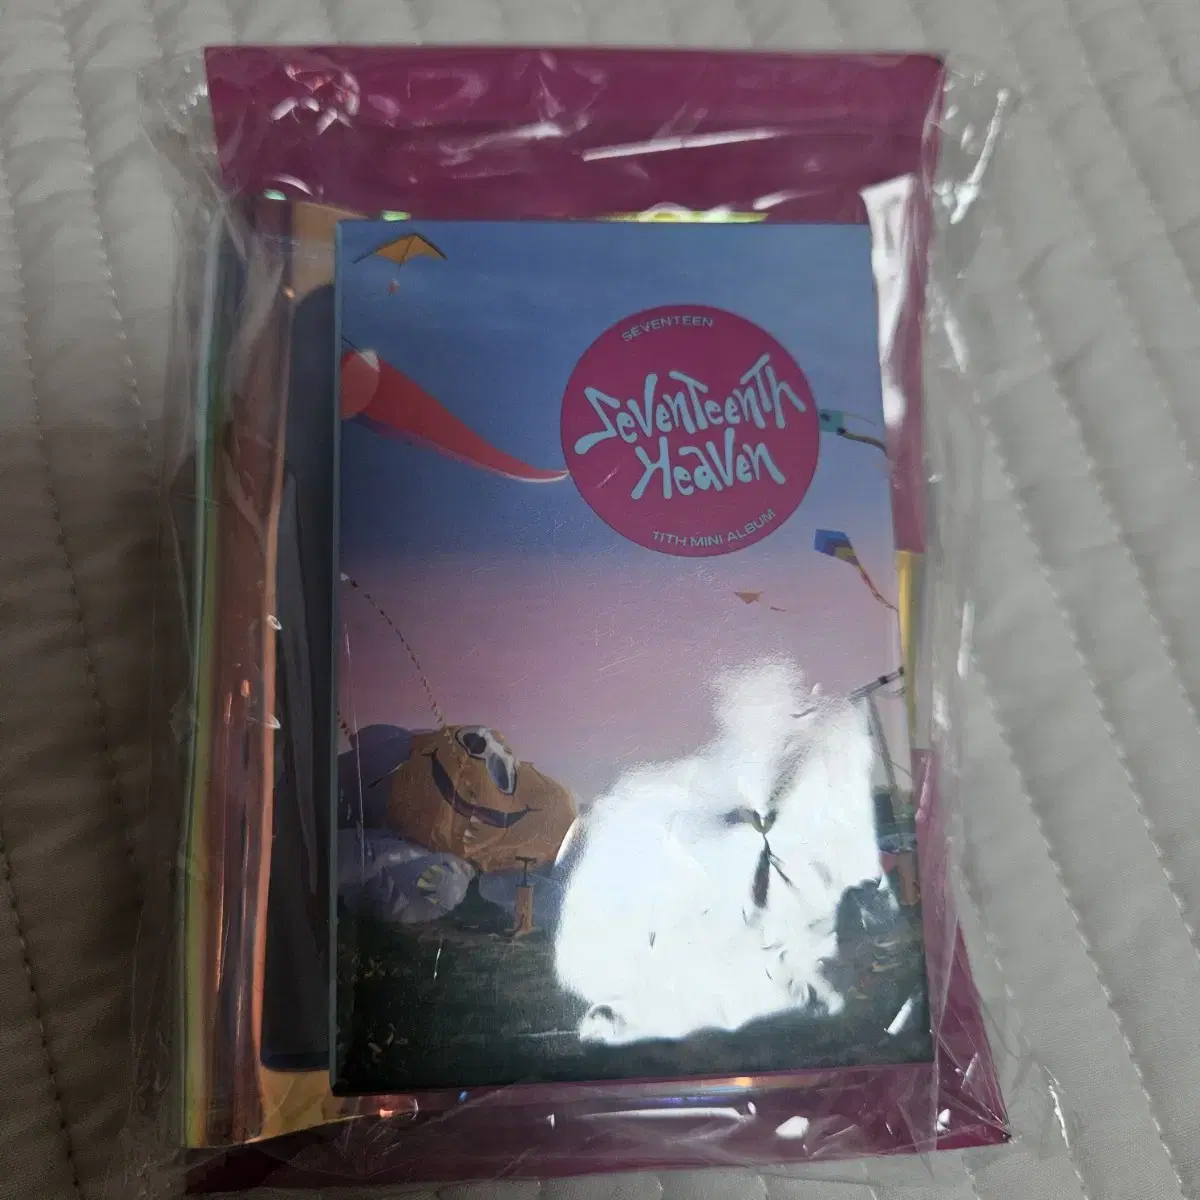 SEVENTEEN
SEVENTEENTH
HEAVEN
11TH MINI ALBUM